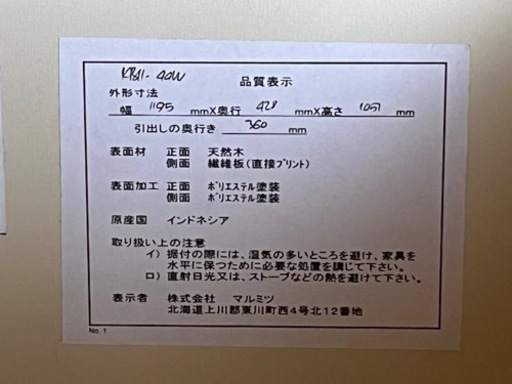 品質表示
外形寸法
幅 1195 mmX奥行 428 mmX高さ 1051 mm
引出しの奥行き 360 mm
表面材 正面 天然木
側面 繊維板(直接プリント)
表面加工 正面 ポリエステル塗装
側面 ポリエステル塗装
原産国 インドネシア
取り扱い上の注意
イ)据付の際には、湿気の多いところを避け、家具を
水平に保つために必要な処置を講じて下さい。
ロ)直射日光又は、ストーブなどの熱を避けて下さい。
表示者 株式会社 マルミツ
北海道上川郡東川町西4号北12番地
No.1